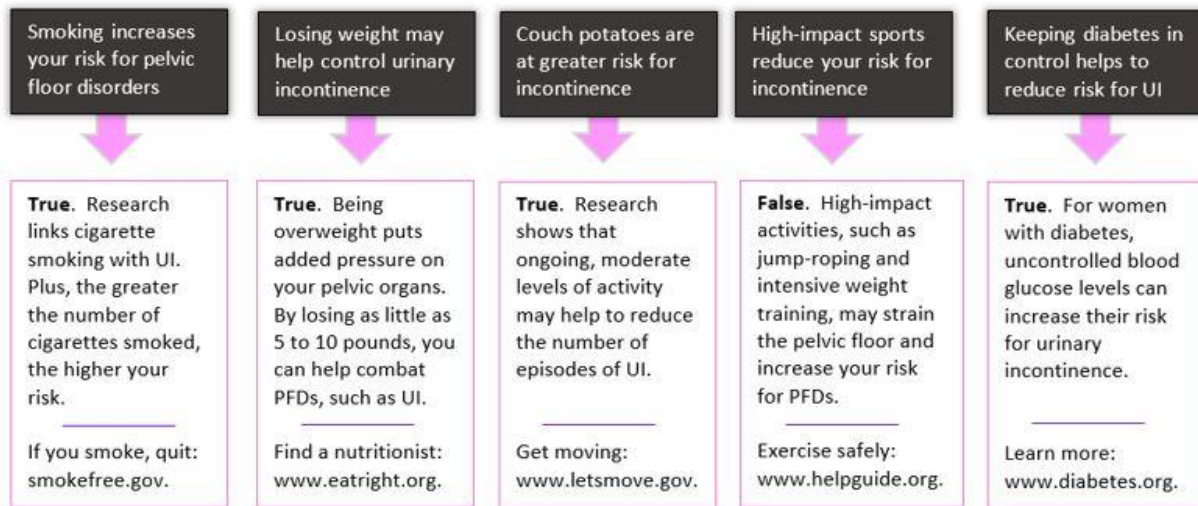 Smoking increases
your risk for pelvic
floor disorders
Losing weight may
help control urinary
incontinence
Couch potatoes are
at greater risk for
incontinence
High-impact sports
reduce your risk for
incontinence
Keeping diabetes in
control helps to
reduce risk for UI
True. Research
links cigarette
smoking with UI.
Plus, the greater
the number of
cigarettes smoked,
the higher your
risk.
If you smoke, quit:
smokefree.gov.
True. Being
overweight puts
added pressure on
your pelvic organs.
By losing as little as
5 to 10 pounds, you
can help combat
PFDs, such as UI.
Find a nutritionist:
www.eatright.org.
True. Research
shows that
ongoing, moderate
levels of activity
may help to reduce
the number of
episodes of UI.
Get moving:
www.letsmove.gov.
False. High-impact
activities, such as
jump-roping and
intensive weight
training, may strain
the pelvic floor and
increase your risk
for PFDs.
Exercise safely:
www.helpguide.org.
True. For women
with diabetes,
uncontrolled blood
glucose levels can
increase their risk
for urinary
incontinence.
Learn more:
www.diabetes.org.